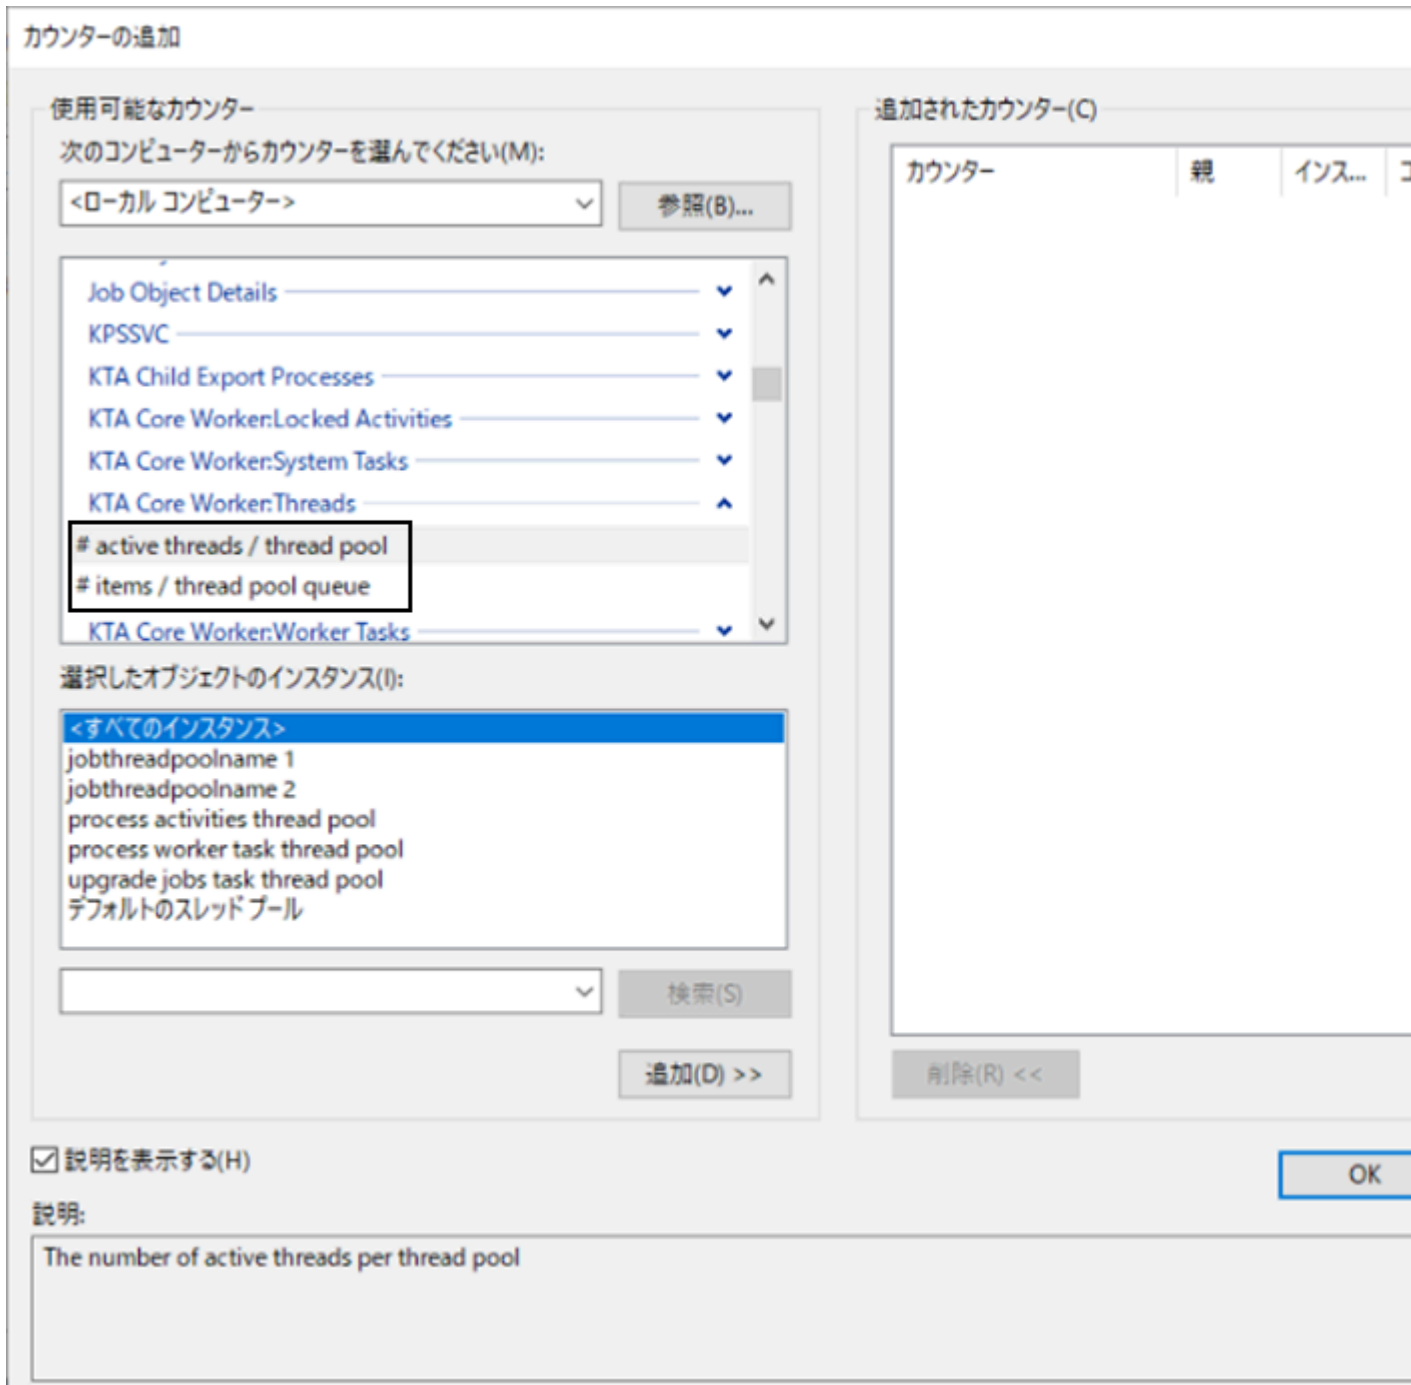 カウンターの追加
使用可能なカウンター
次のコンピューターからカウンターを選んでください(M):
<ローカル コンピューター>
参照(B)...
Job Object Details
KPSSVC
KTA Child Export Processes
KTA Core Worker:Locked Activities
KTA Core Worker:System Tasks
KTA Core Worker:Threads
# active threads / thread pool
# items / thread pool queue
KTA Core Worker:Worker Tasks
選択したオブジェクトのインスタンス(I):
<すべてのインスタンス>
jobthreadpoolname 1
jobthreadpoolname 2
process activities thread pool
process worker task thread pool
upgrade jobs task thread pool
デフォルトのスレッド プール
検索(S)
追加(D) >>
追加されたカウンター(C)
カウンター 親 インス...
削除(R) <<
説明を表示する(H)
OK
説明:
The number of active threads per thread pool